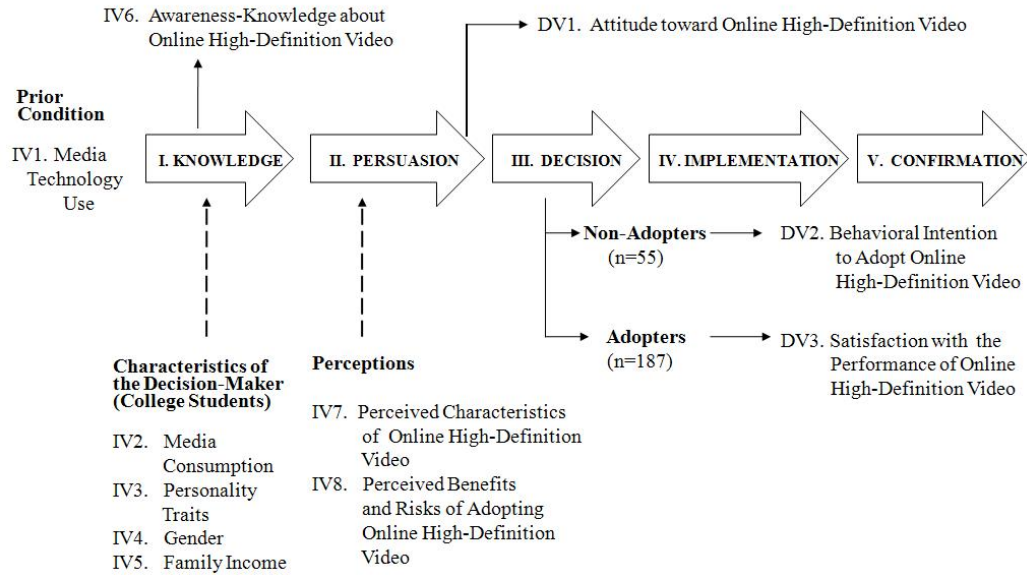 IV6. Awareness-Knowledge about
Online High-Definition Video
DV1. Attitude toward Online High-Definition Video
Prior
Condition
IV1. Media
Technology
Use
I. KNOWLEDGE
II. PERSUASION
III. DECISION
IV. IMPLEMENTATION
V. CONFIRMATION
Non-Adopters
(n=55)
DV2. Behavioral Intention
to Adopt Online
High-Definition Video
Adopters
(n=187)
DV3. Satisfaction with the
Performance of Online
High-Definition Video
Characteristics of
the Decision-Maker
(College Students)
IV2. Media
Consumption
IV3. Personality
Traits
IV4. Gender
IV5. Family Income
Perceptions
IV7. Perceived Characteristics
of Online High-Definition
Video
IV8. Perceived Benefits
and Risks of Adopting
Online High-Definition
Video